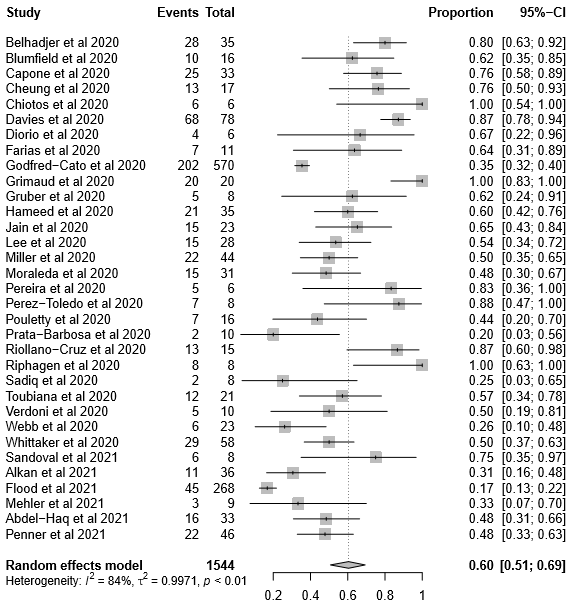 Study Events Total Proportion 95%−CI
Belhadjer et al 2020 28 35 0.80 [0.63; 0.92]
Blumfield et al 2020 10 16 0.62 [0.35; 0.85]
Capone et al 2020 25 33 0.76 [0.58; 0.89]
Cheung et al 2020 13 17 0.76 [0.50; 0.93]
Chiotos et al 2020 6 6 1.00 [0.54; 1.00]
Davies et al 2020 68 78 0.87 [0.78; 0.94]
Diorio et al 2020 4 6 0.67 [0.22; 0.96]
Farias et al 2020 7 11 0.64 [0.31; 0.89]
Godfred−Cato et al 2020 202 570 0.35 [0.32; 0.40]
Grimaud et al 2020 20 20 1.00 [0.83; 1.00]
Gruber et al 2020 5 8 0.62 [0.24; 0.91]
Hameed et al 2020 21 35 0.60 [0.42; 0.76]
Jain et al 2020 15 23 0.65 [0.43; 0.84]
Lee et al 2020 15 28 0.54 [0.34; 0.72]
Miller et al 2020 22 44 0.50 [0.35; 0.65]
Moraleda et al 2020 15 31 0.48 [0.30; 0.67]
Pereira et al 2020 5 6 0.83 [0.36; 1.00]
Perez−Toledo et al 2020 7 8 0.88 [0.47; 1.00]
Pouletty et al 2020 7 16 0.44 [0.20; 0.70]
Prata−Barbosa et al 2020 2 10 0.20 [0.03; 0.56]
Riollano−Cruz et al 2020 13 15 0.87 [0.60; 0.98]
Riphagen et al 2020 8 8 1.00 [0.63; 1.00]
Sadiq et al 2020 2 8 0.25 [0.03; 0.65]
Toubiana et al 2020 12 21 0.57 [0.34; 0.78]
Verdoni et al 2020 5 10 0.50 [0.19; 0.81]
Webb et al 2020 6 23 0.26 [0.10; 0.48]
Whittaker et al 2020 29 58 0.50 [0.37; 0.63]
Sandoval et al 2021 6 8 0.75 [0.35; 0.97]
Alkan et al 2021 11 36 0.31 [0.16; 0.48]
Flood et al 2021 45 268 0.17 [0.13; 0.22]
Mehler et al 2021 3 9 0.33 [0.07; 0.70]
Abdel−Haq et al 2021 16 33 0.48 [0.31; 0.66]
Penner et al 2021 22 46 0.48 [0.33; 0.63]
Random effects model 1544 0.60 [0.51; 0.69]
Heterogeneity: I² = 84%, τ² = 0.9971, p < 0.01
0.2 0.4 0.6 0.8 1